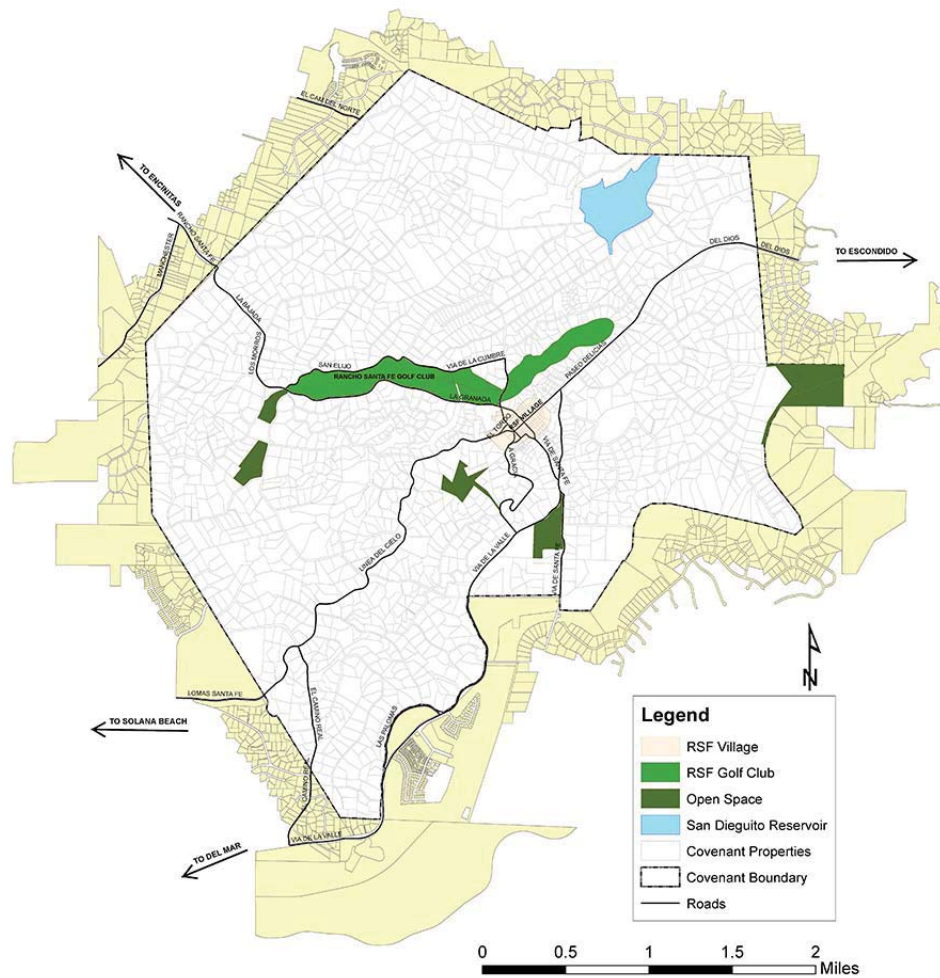 EL CAM DEL NORTE
TO ENCINITAS
RANCHO SANTA FE
MANCHESTER
DEL DIOS
DEL DIOS
TO ESCONDIDO
LA BAJADA
LOS MORROS
SAN ELIJO
VIA DE LA CUMBRE
PASEO DELICIAS
RANCHO SANTA FE GOLF CLUB
LA GRANADA
EL TORDO
RSF VILLAGE
LA GRACIA
VIA DE SANTA FE
LINEA DEL CIELO
VIA DE LA VALLE
VIA DE SANTA FE
LOMAS SANTA FE
EL CAMINO REAL
LAS PALOMAS
TO SOLANA BEACH
CAMINO REAL
VIA DE LA VALLE
TO DEL MAR
N
Legend
RSF Village
RSF Golf Club
Open Space
San Dieguito Reservoir
Covenant Properties
Covenant Boundary
Roads
0 0.5 1 1.5 2
Miles